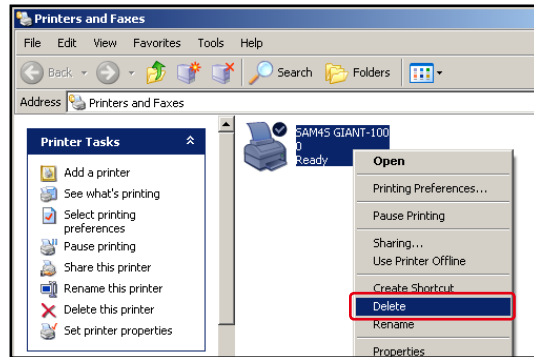 Printers and Faxes
File Edit View Favorites Tools Help
Back Search Folders
Address Printers and Faxes
Printer Tasks
Add a printer
See what's printing
Select printing
preferences
Pause printing
Share this printer
Rename this printer
Delete this printer
Set printer properties
SAM4S GIANT-100
0
Ready
Open
Printing Preferences...
Pause Printing
Sharing...
Use Printer Offline
Create Shortcut
Delete
Rename
Properties